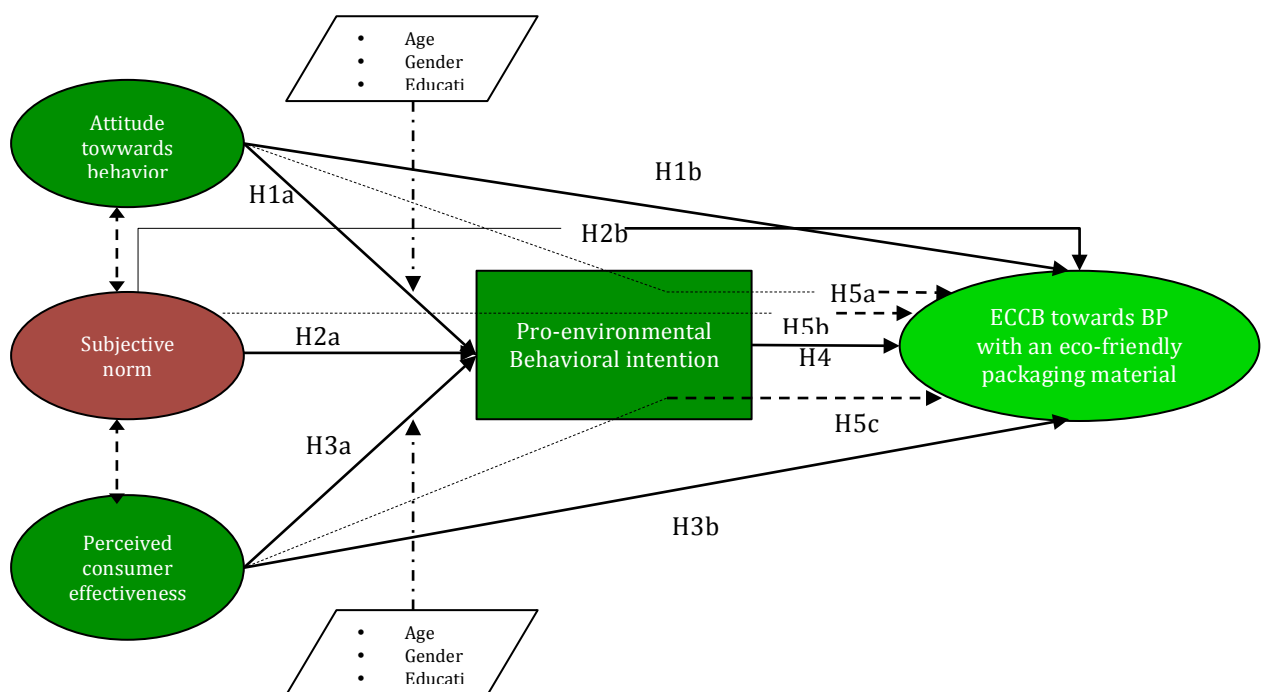 • Age
• Gender
• Educati
Attitude
towwards
behavior
H1a
H1b
H2b
H5a
Subjective
norm
H2a
Pro-environmental
Behavioral intention
H5b
H4
ECCB towards BP
with an eco-friendly
packaging material
H5c
H3a
H3b
Perceived
consumer
effectiveness
• Age
• Gender
• Educati